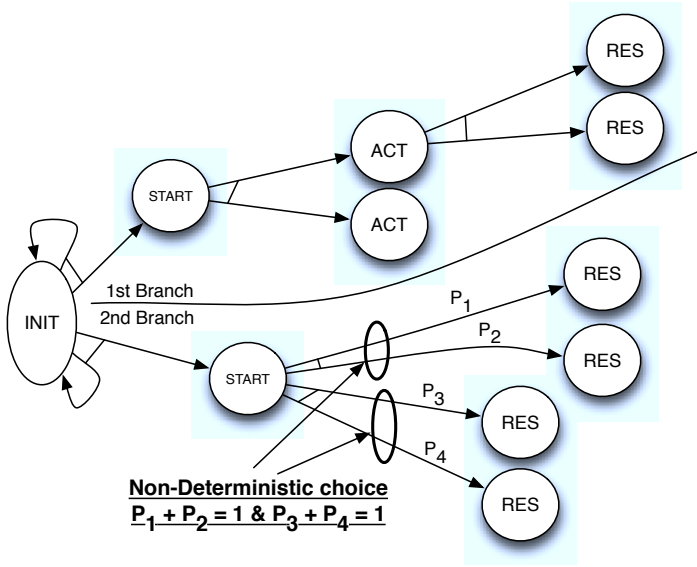 RES
RES
ACT
START
ACT
INIT
1st Branch
2nd Branch
RES
P1
P2
RES
START
P3
RES
P4
RES
Non-Deterministic choice
P1 + P2 = 1 & P3 + P4 = 1